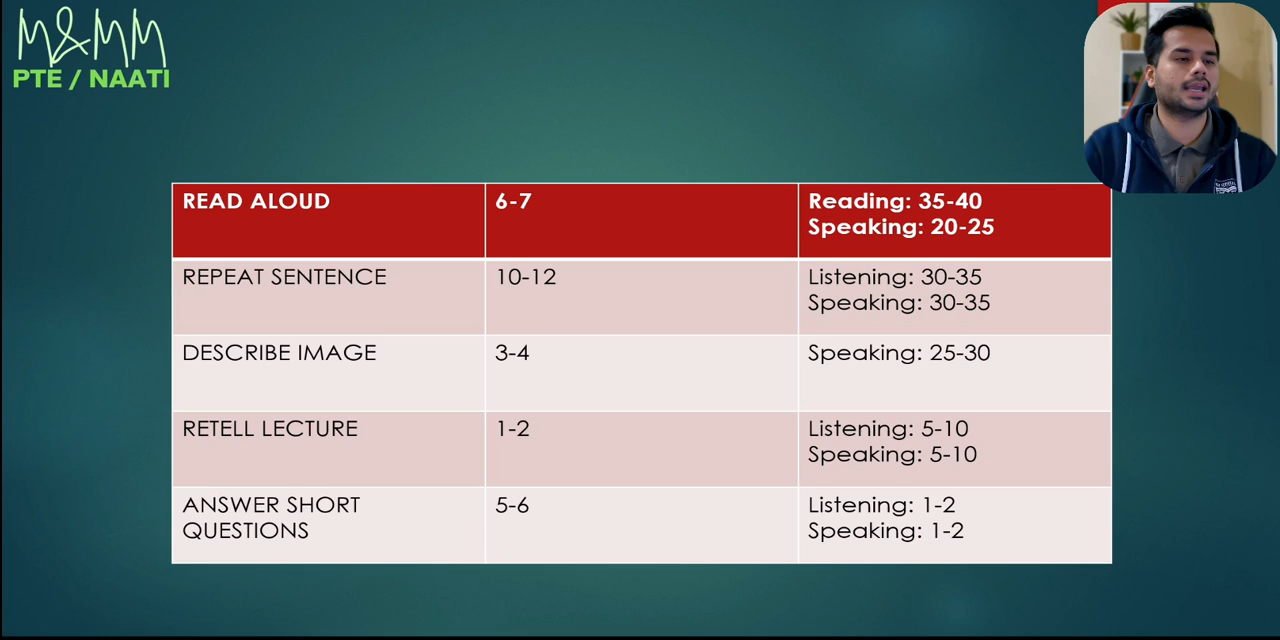 M&MM
PTE / NAATI
READ ALOUD
6-7
Reading: 35-40
Speaking: 20-25
REPEAT SENTENCE
10-12
Listening: 30-35
Speaking: 30-35
DESCRIBE IMAGE
3-4
Speaking: 25-30
RETELL LECTURE
1-2
Listening: 5-10
Speaking: 5-10
ANSWER SHORT
QUESTIONS
5-6
Listening: 1-2
Speaking: 1-2